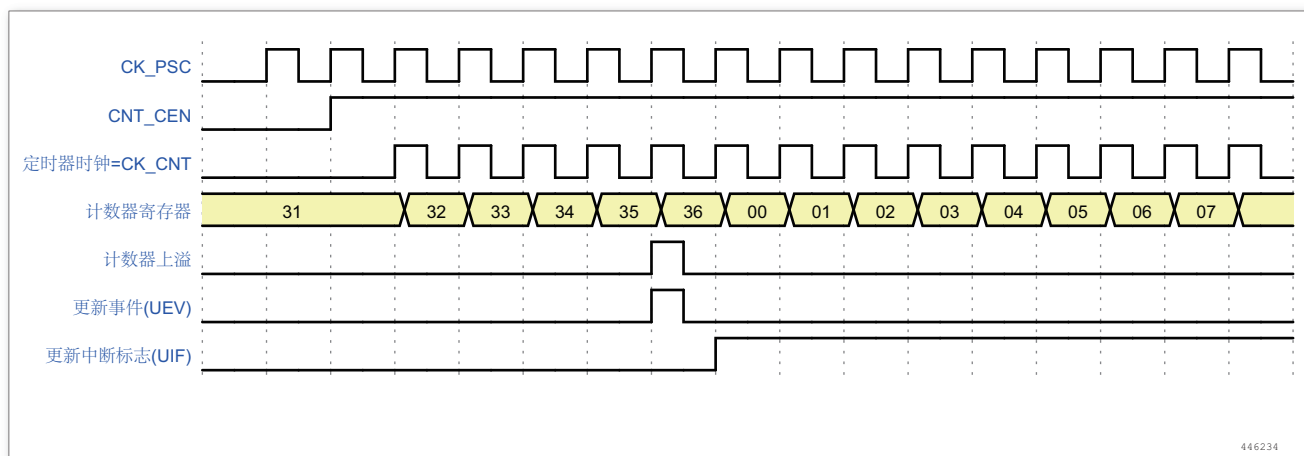 CK_PSC
CNT_CEN
定时器时钟=CK_CNT
计数器寄存器 31 32 33 34 35 36 00 01 02 03 04 05 06 07
计数器上溢
更新事件(UEV)
更新中断标志(UIF)
446234